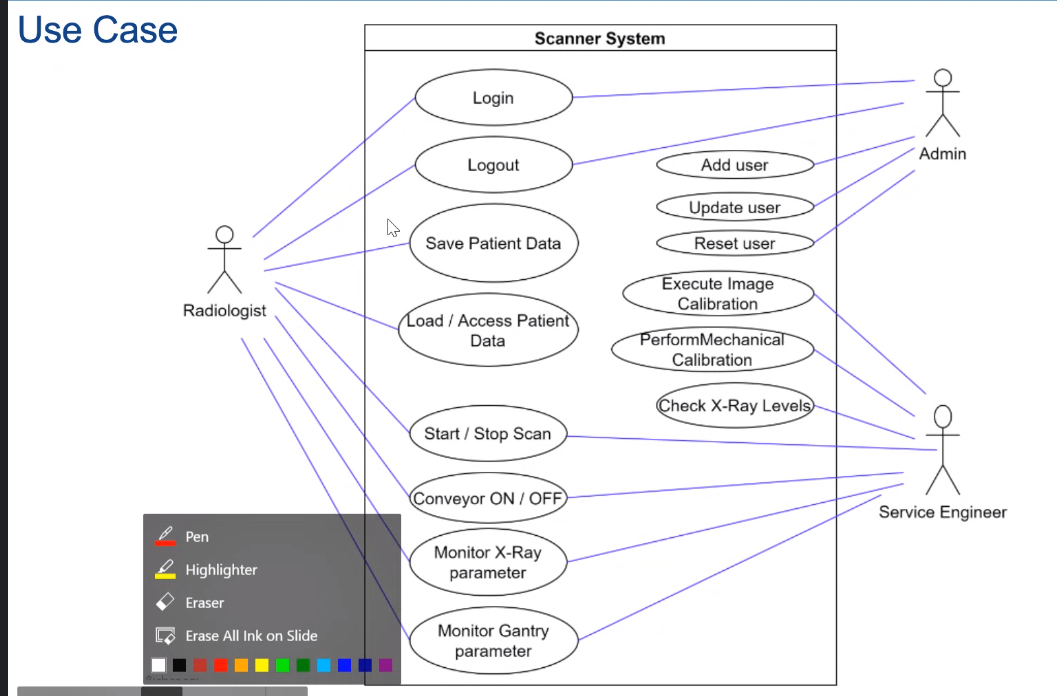 Use Case
Scanner System
Login
Logout
Save Patient Data
Load / Access Patient
Data
Start / Stop Scan
Conveyor ON / OFF
Monitor X-Ray
parameter
Monitor Gantry
parameter
Add user
Update user
Reset user
Execute Image
Calibration
PerformMechanical
Calibration
Check X-Ray Levels
Radiologist
Admin
Service Engineer
Pen
Highlighter
Eraser
Erase All Ink on Slide